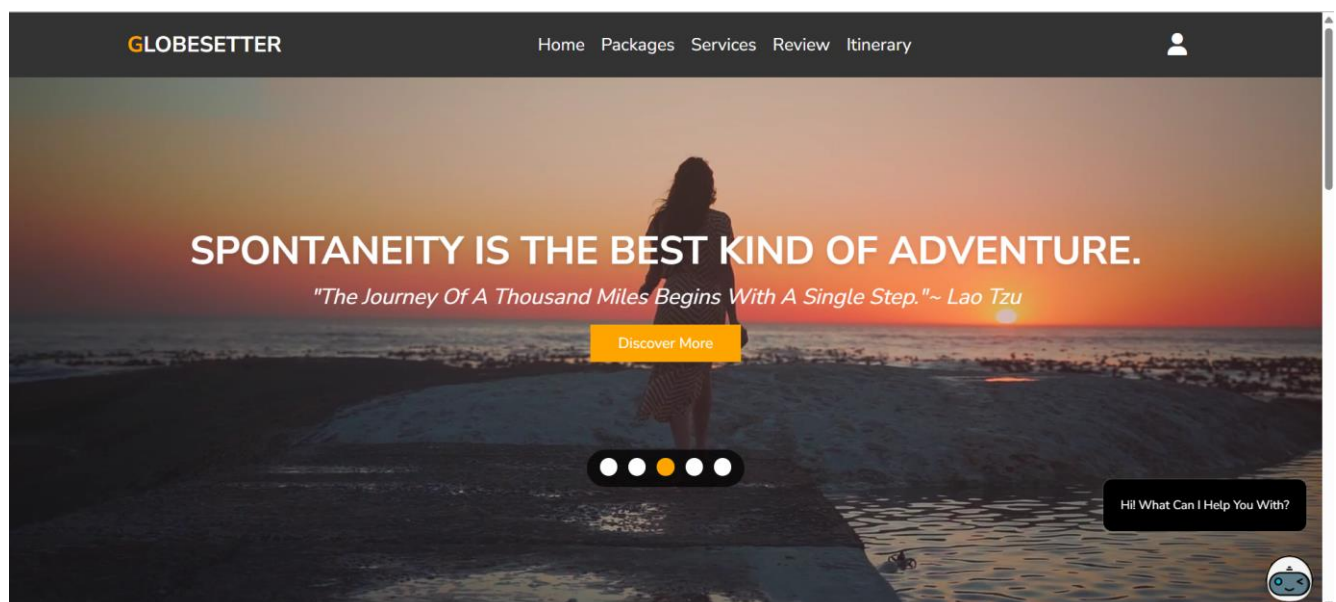 GLOBESETTER
Home Packages Services Review Itinerary
SPONTANEITY IS THE BEST KIND OF ADVENTURE.
"The Journey Of A Thousand Miles Begins With A Single Step."~ Lao Tzu
Discover More
Hi! What Can I Help You With?